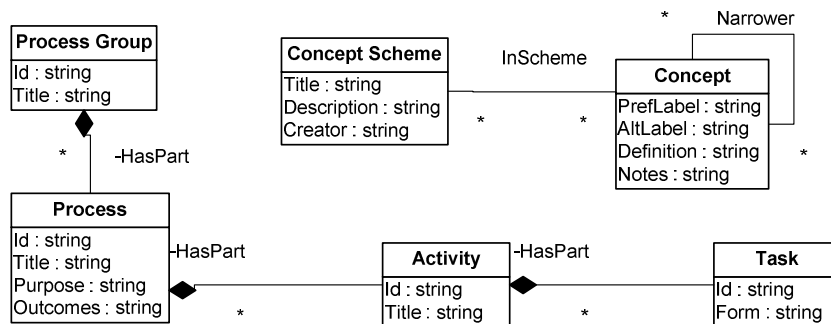 Process Group
Id : string
Title : string
*
-HasPart
Concept Scheme
Title : string
Description : string
Creator : string
InScheme
*
*
*
Narrower
Concept
PrefLabel : string
AltLabel : string
Definition : string
Notes : string
*
Process
Id : string
Title : string
Purpose : string
Outcomes : string
-HasPart
*
Activity
Id : string
Title : string
-HasPart
*
Task
Id : string
Form : string